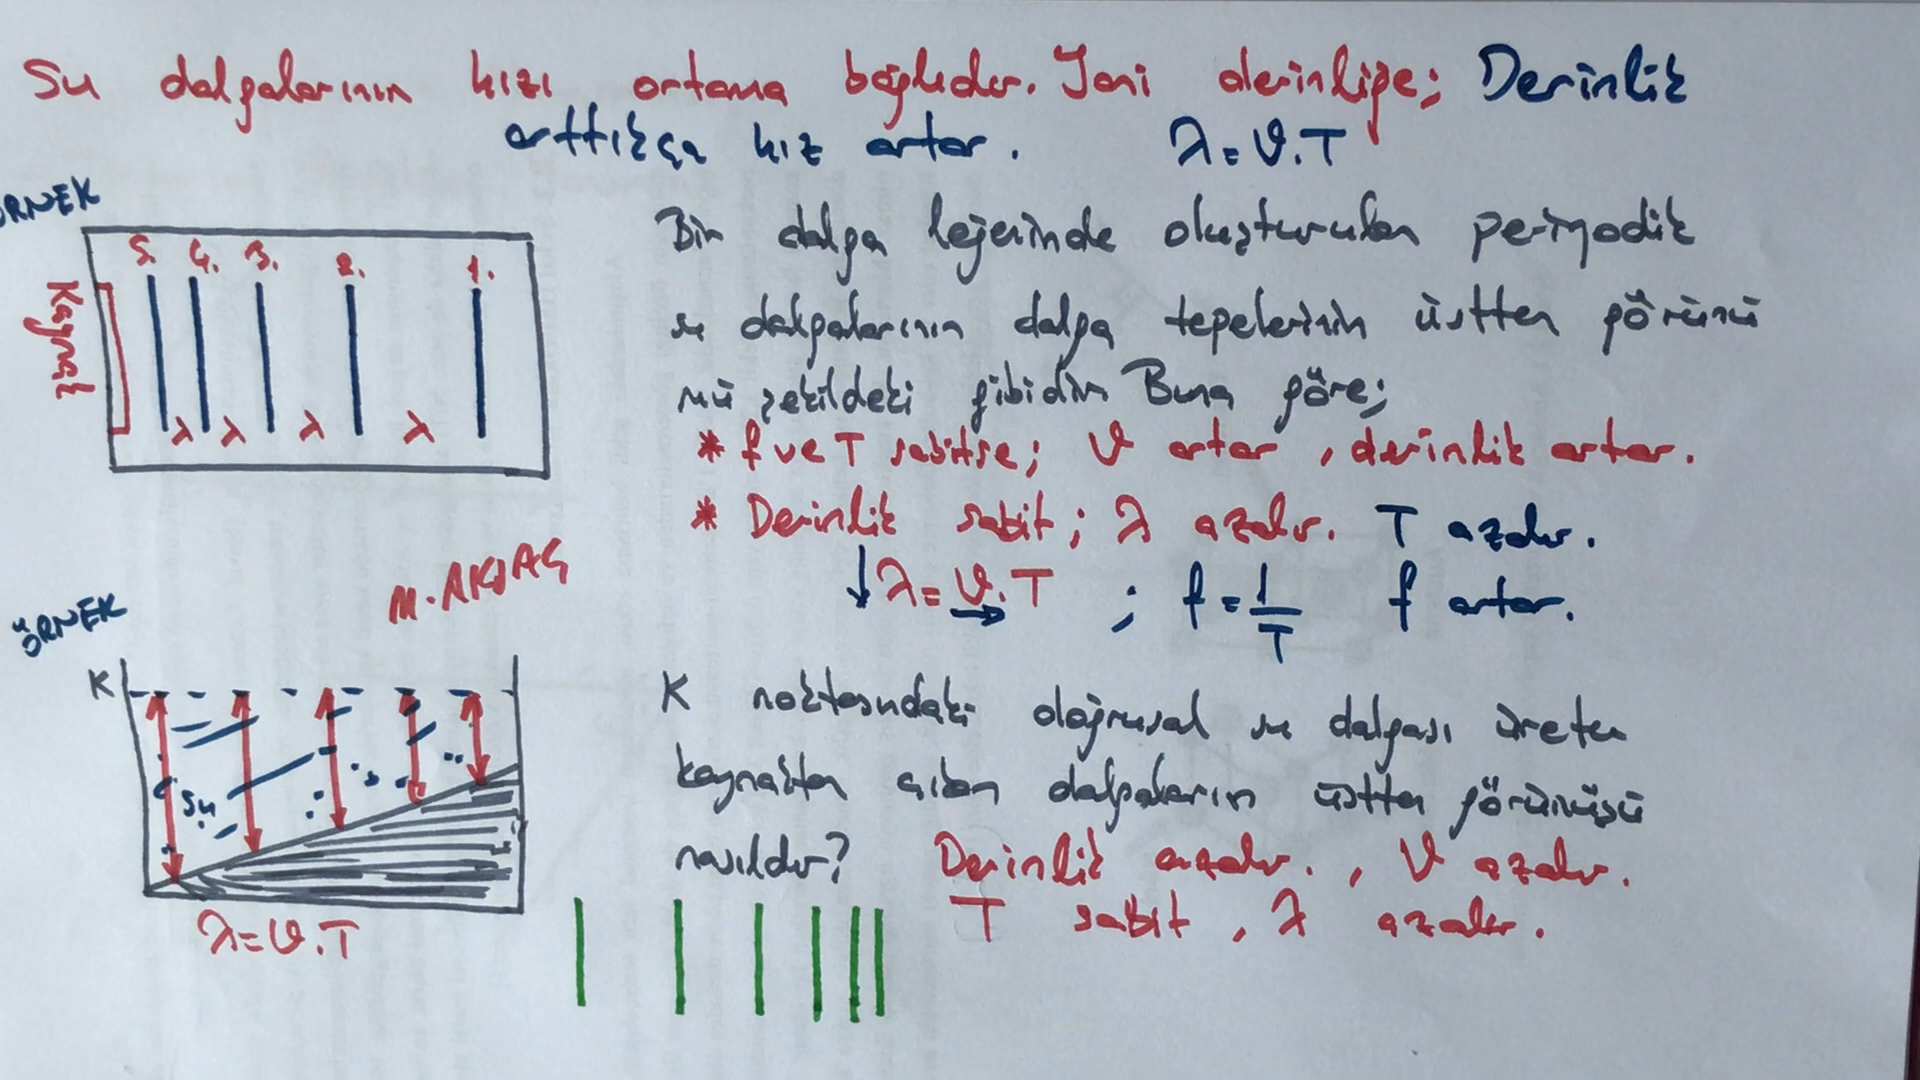 Su dalgalarının hızı ortama bağlıdır. Yani derinliğe; Derinlik
arttıkça hız artar. λ=ϑ.T
ÖRNEK
5. 4. 3. 2. 1.
Kaynak
λ λ λ λ
Bir dalga leğeninde oluşturulan periyodik
su dalgalarının dalga tepelerinin üstten görünü
mü şekildeki gibidir. Buna göre;
* f ve T sabitse; ϑ artar, derinlik artar.
* Derinlik sabit; λ azalır. T azalır.
↓λ=ϑ.T ; f=1/T f artar.
M.AKDAĞ
ÖRNEK
K
Su
λ=ϑ.T
K noktasındaki doğrusal su dalgası üreten
kaynaktan çıkan dalgaların üstten görünüşü
nasıldır? Derinlik azalır., ϑ azalır.
T sabit, λ azalır.